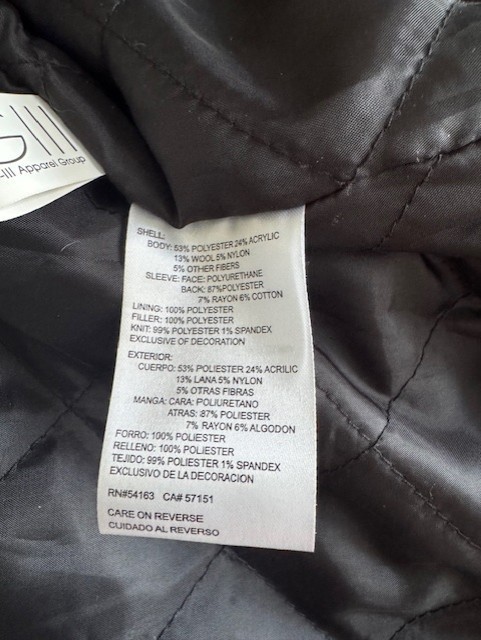 GIII
-III Apparel Group
SHELL:
BODY: 53% POLYESTER 24% ACRYLIC
13% WOOL 5% NYLON
5% OTHER FIBERS
SLEEVE: FACE: POLYURETHANE
BACK: 87%POLYESTER
7% RAYON 6% COTTON
LINING: 100% POLYESTER
FILLER: 100% POLYESTER
KNIT: 99% POLYESTER 1% SPANDEX
EXCLUSIVE OF DECORATION
EXTERIOR:
CUERPO: 53% POLIESTER 24% ACRILIC
13% LANA 5% NYLON
5% OTRAS FIBRAS
MANGA: CARA: POLIURETANO
ATRAS: 87% POLIESTER
7% RAYON 6% ALGODON
FORRO: 100% POLIESTER
RELLENO: 100% POLIESTER
TEJIDO: 99% POLIESTER 1% SPANDEX
EXCLUSIVO DE LA DECORACION
RN#54163 CA# 57151
CARE ON REVERSE
CUIDADO AL REVERSO